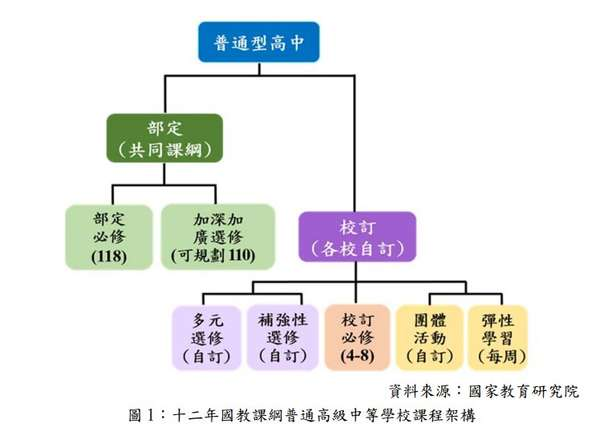 普通型高中
部定
(共同課綱)
部定
必修
(118)
加深加
廣選修
(可規劃110)
校訂
(各校自訂)
多元
選修
(自訂)
補強性
選修
(自訂)
校訂
必修
(4-8)
團體
活動
(自訂)
彈性
學習
(每周)
資料來源：國家教育研究院
圖1：十二年國教課綱普通高級中等學校課程架構